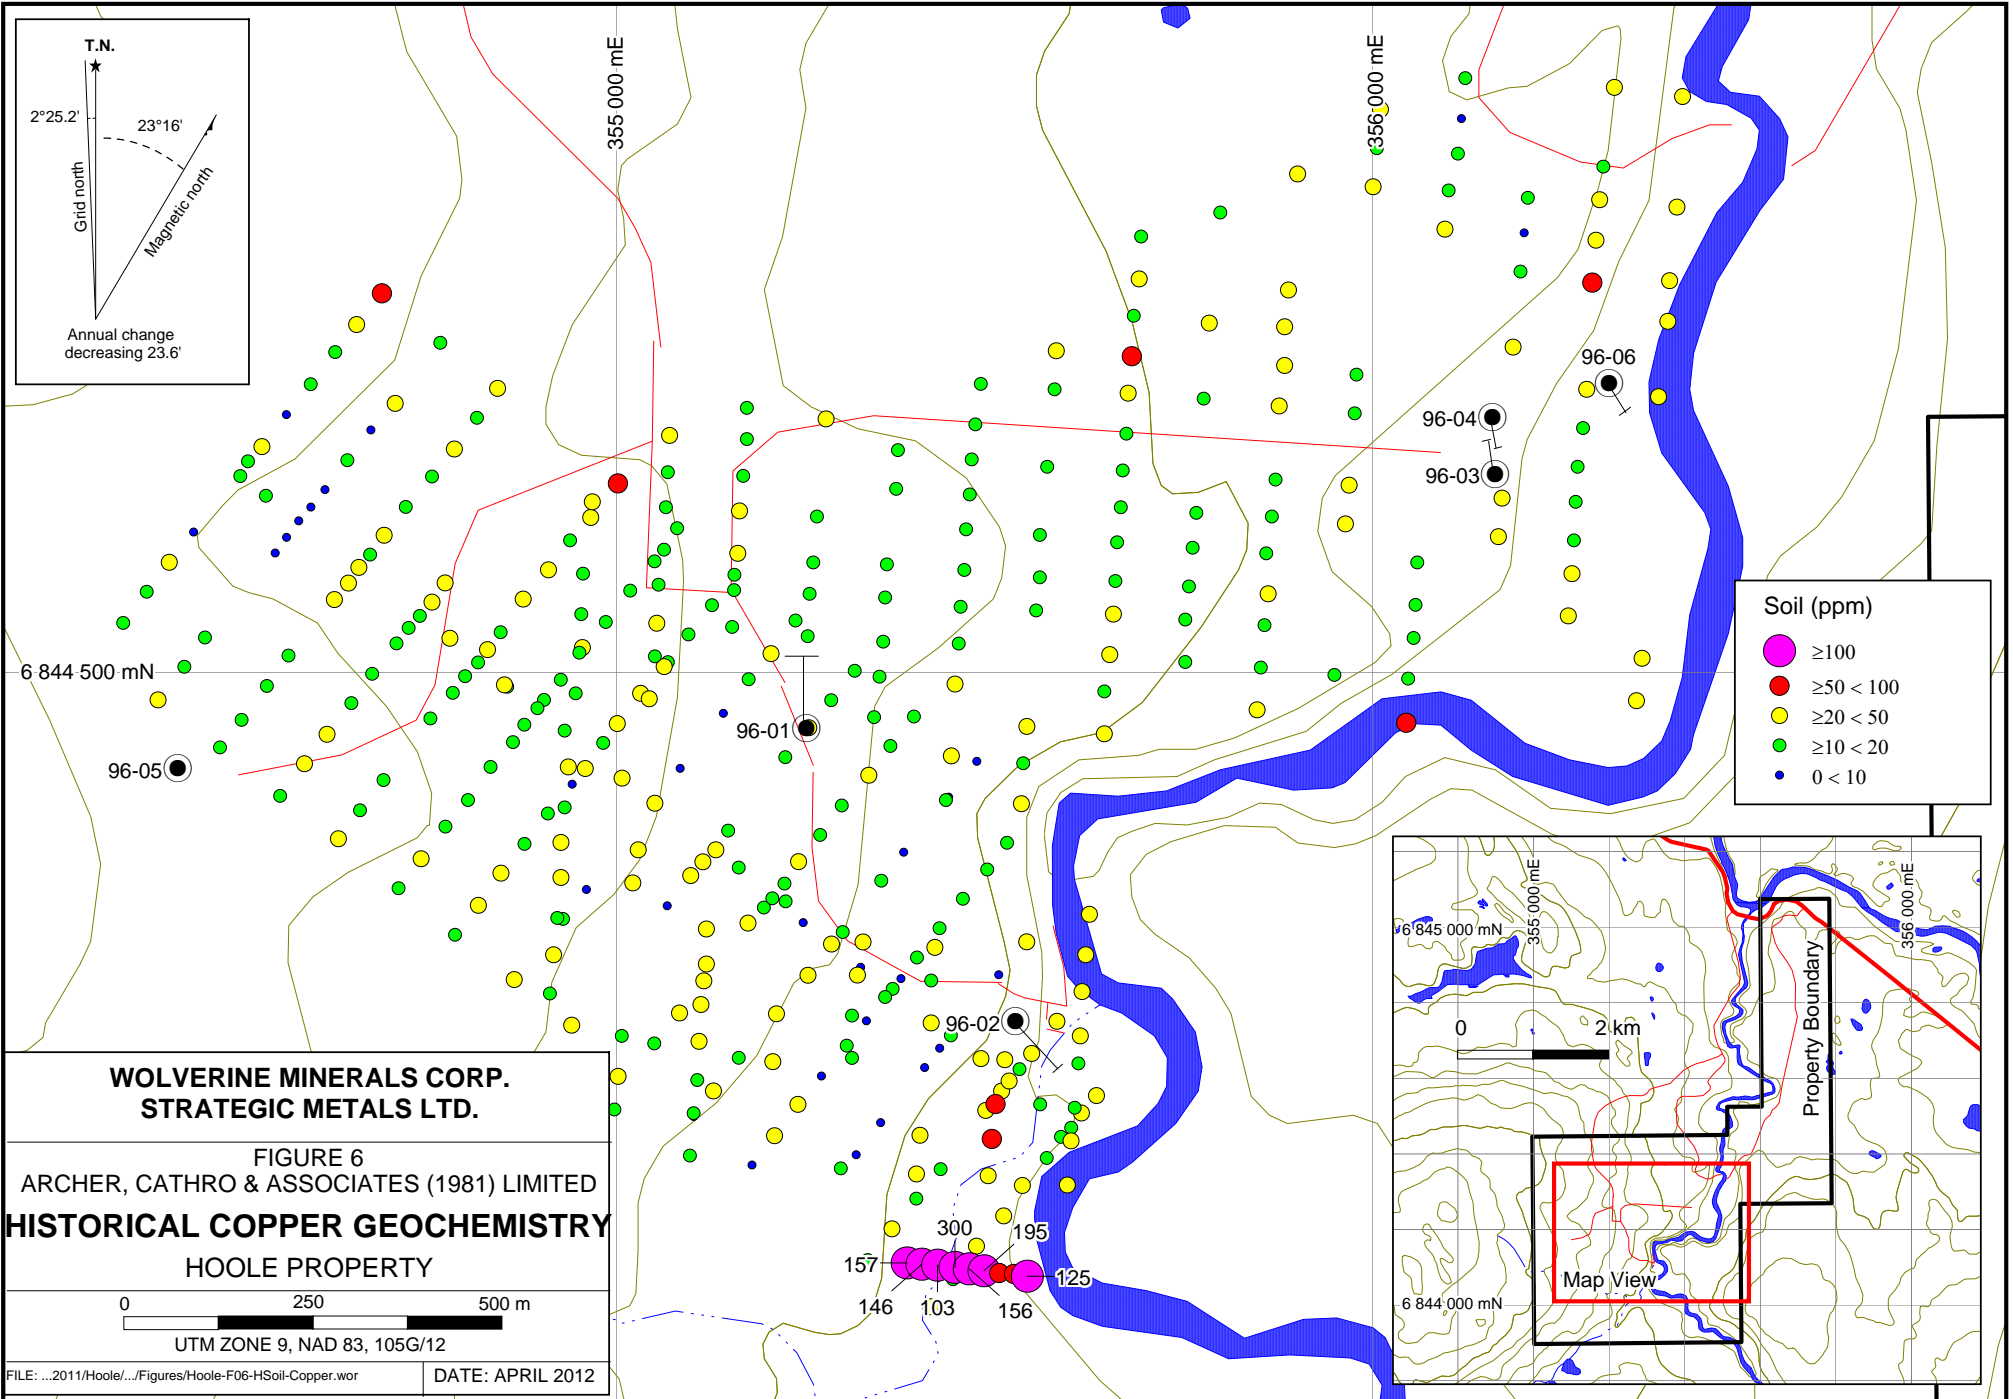 T.N.
2°25.2'
23°16'
Grid north
Magnetic north
Annual change
decreasing 23.6'
355 000 mE
356 000 mE
6 844 500 mN
96-06
96-04
96-03
96-01
96-05
96-02
300
195
157
125
146
103
156
Soil (ppm)
≥100
≥50 < 100
≥20 < 50
≥10 < 20
0 < 10
6 845 000 mN
355 000 mE
356 000 mE
0 2 km
Property Boundary
Map View
6 844 000 mN
WOLVERINE MINERALS CORP.
STRATEGIC METALS LTD.
FIGURE 6
ARCHER, CATHRO & ASSOCIATES (1981) LIMITED
HISTORICAL COPPER GEOCHEMISTRY
HOOLE PROPERTY
0 250 500 m
UTM ZONE 9, NAD 83, 105G/12
FILE: ...2011/Hoole/.../Figures/Hoole-F06-HSoil-Copper.wor
DATE: APRIL 2012